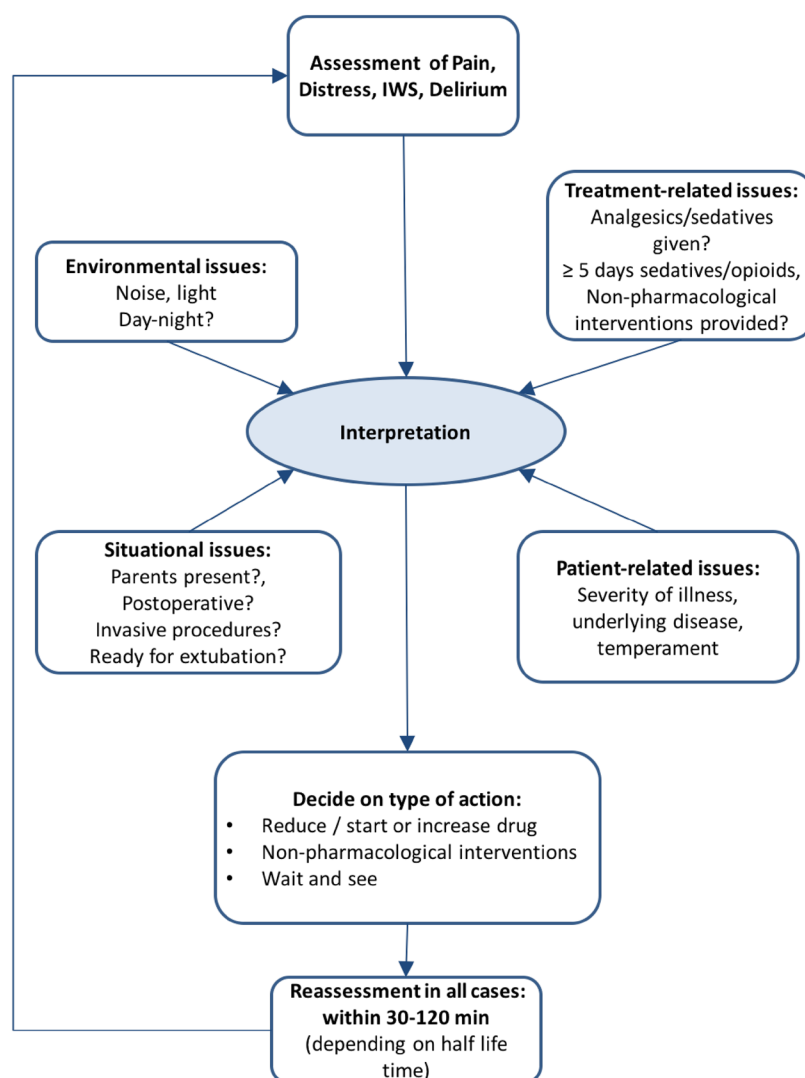 Assessment of Pain,
Distress, IWS, Delirium
Treatment-related issues:
Analgesics/sedatives
given?
≥ 5 days sedatives/opioids,
Non-pharmacological
interventions provided?
Environmental issues:
Noise, light
Day-night?
Interpretation
Situational issues:
Parents present?,
Postoperative?
Invasive procedures?
Ready for extubation?
Patient-related issues:
Severity of illness,
underlying disease,
temperament
Decide on type of action:
• Reduce / start or increase drug
• Non-pharmacological interventions
• Wait and see
Reassessment in all cases:
within 30-120 min
(depending on half life
time)